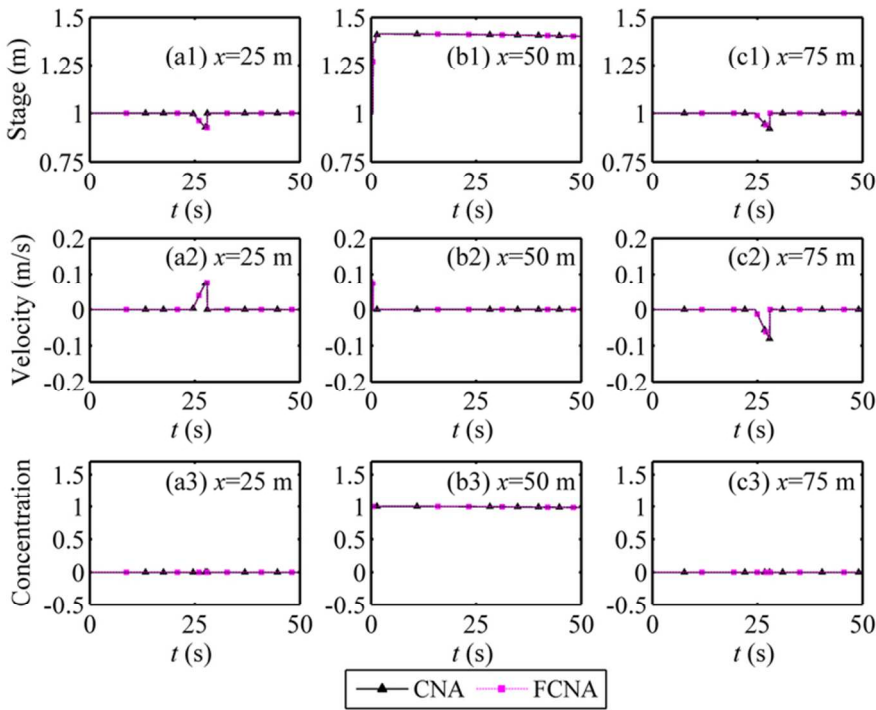 Stage (m)
1.5
1.25
1
0.75
(a1) x=25 m
0 25 50
t (s)
1.5
1.25
1
0.75
(b1) x=50 m
0 25 50
t (s)
1.5
1.25
1
0.75
(c1) x=75 m
0 25 50
t (s)
Velocity (m/s)
0.2
0.1
0
-0.1
-0.2
(a2) x=25 m
0 25 50
t (s)
0.2
0.1
0
-0.1
-0.2
(b2) x=50 m
0 25 50
t (s)
0.2
0.1
0
-0.1
-0.2
(c2) x=75 m
0 25 50
t (s)
Concentration
1.5
1
0.5
0
-0.5
(a3) x=25 m
0 25 50
t (s)
1.5
1
0.5
0
-0.5
(b3) x=50 m
0 25 50
t (s)
1.5
1
0.5
0
-0.5
(c3) x=75 m
0 25 50
t (s)
CNA FCNA